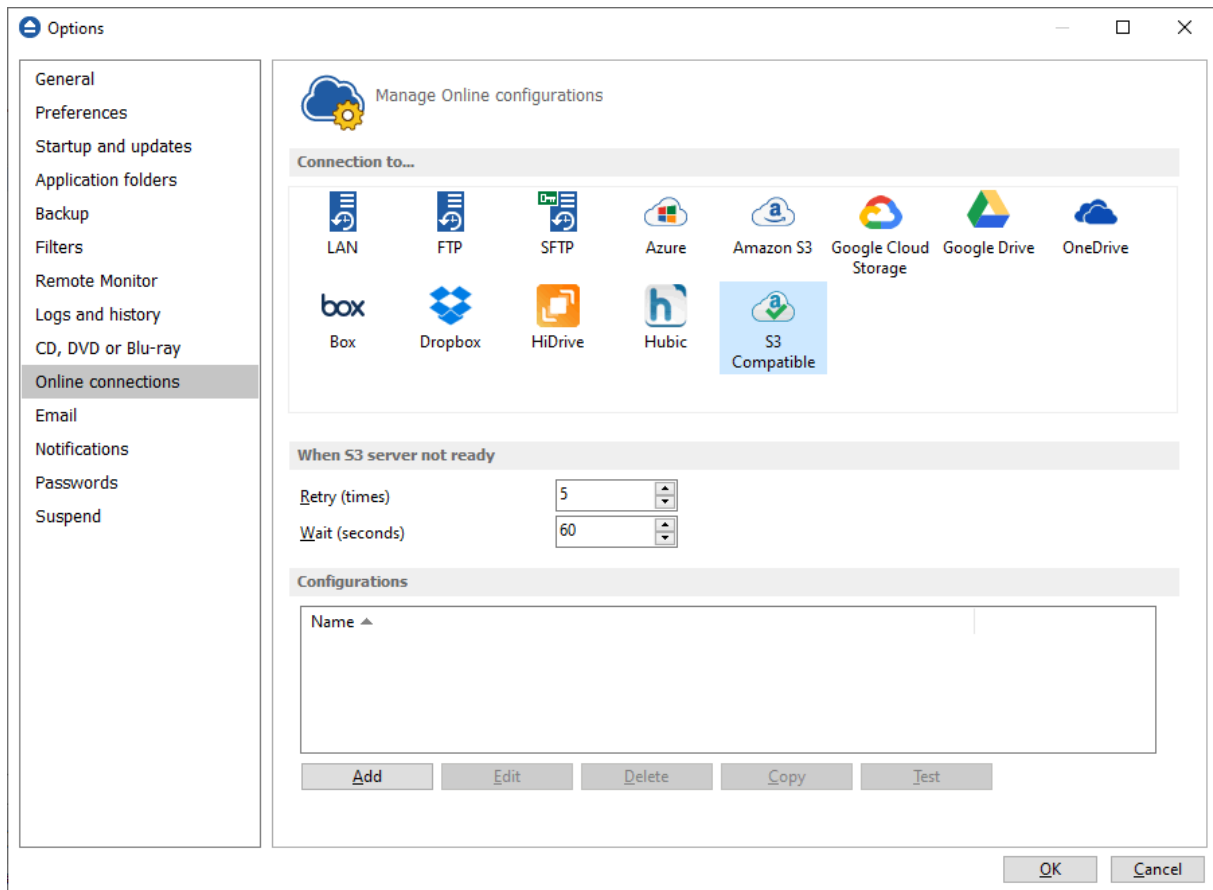 Options
General
Preferences
Startup and updates
Application folders
Backup
Filters
Remote Monitor
Logs and history
CD, DVD or Blu-ray
Online connections
Email
Notifications
Passwords
Suspend
Manage Online configurations
Connection to...
LAN
FTP
SFTP
Azure
Amazon S3
Google Cloud
Storage
Google Drive
OneDrive
box
Box
Dropbox
HiDrive
h
Hubic
a
S3
Compatible
When S3 server not ready
Retry (times)
5
Wait (seconds)
60
Configurations
Name
Add
Edit
Delete
Copy
Test
OK
Cancel